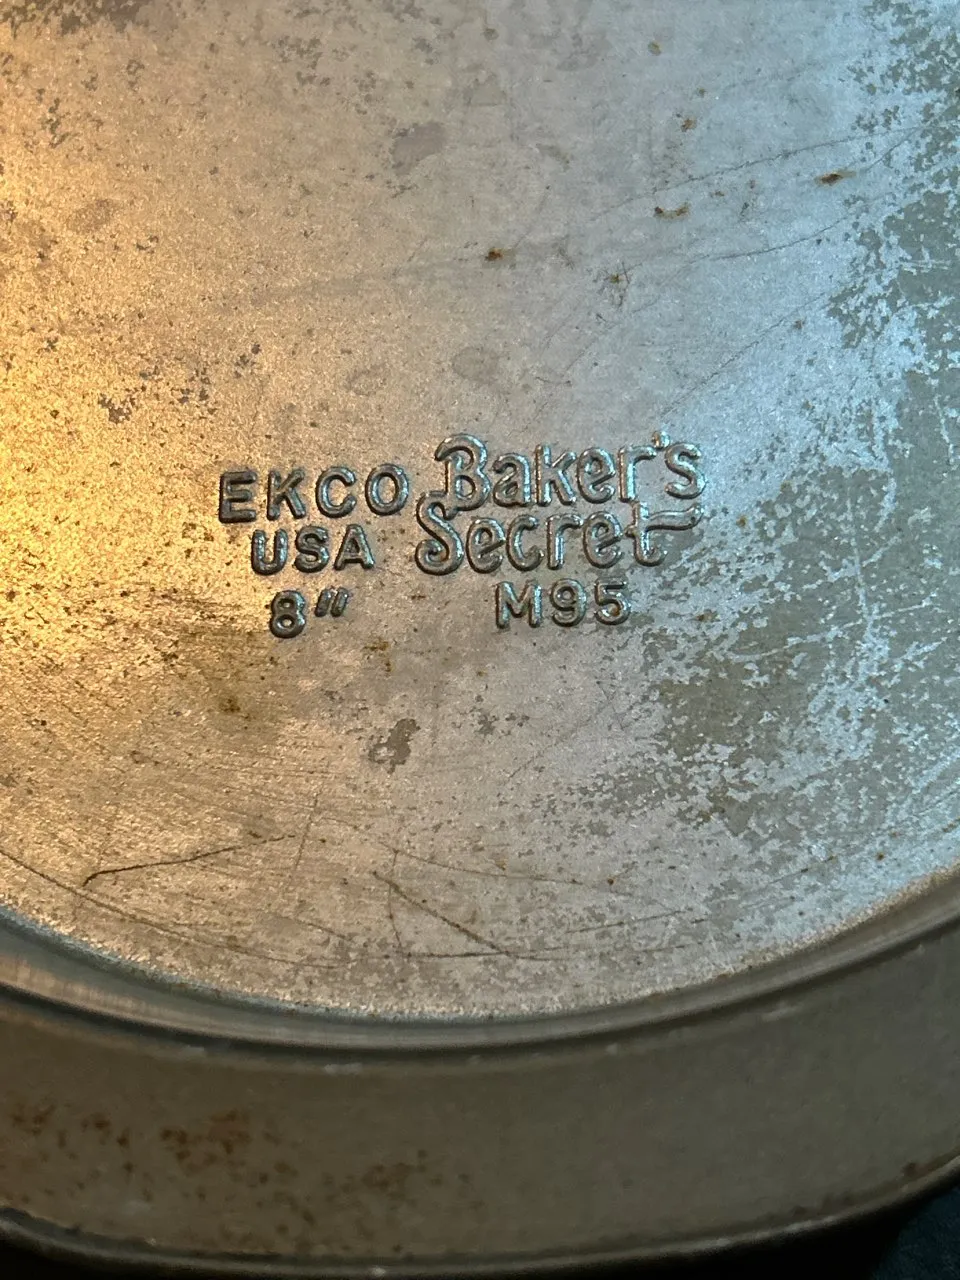 EKCO Baker's
USA Secret
8" M95